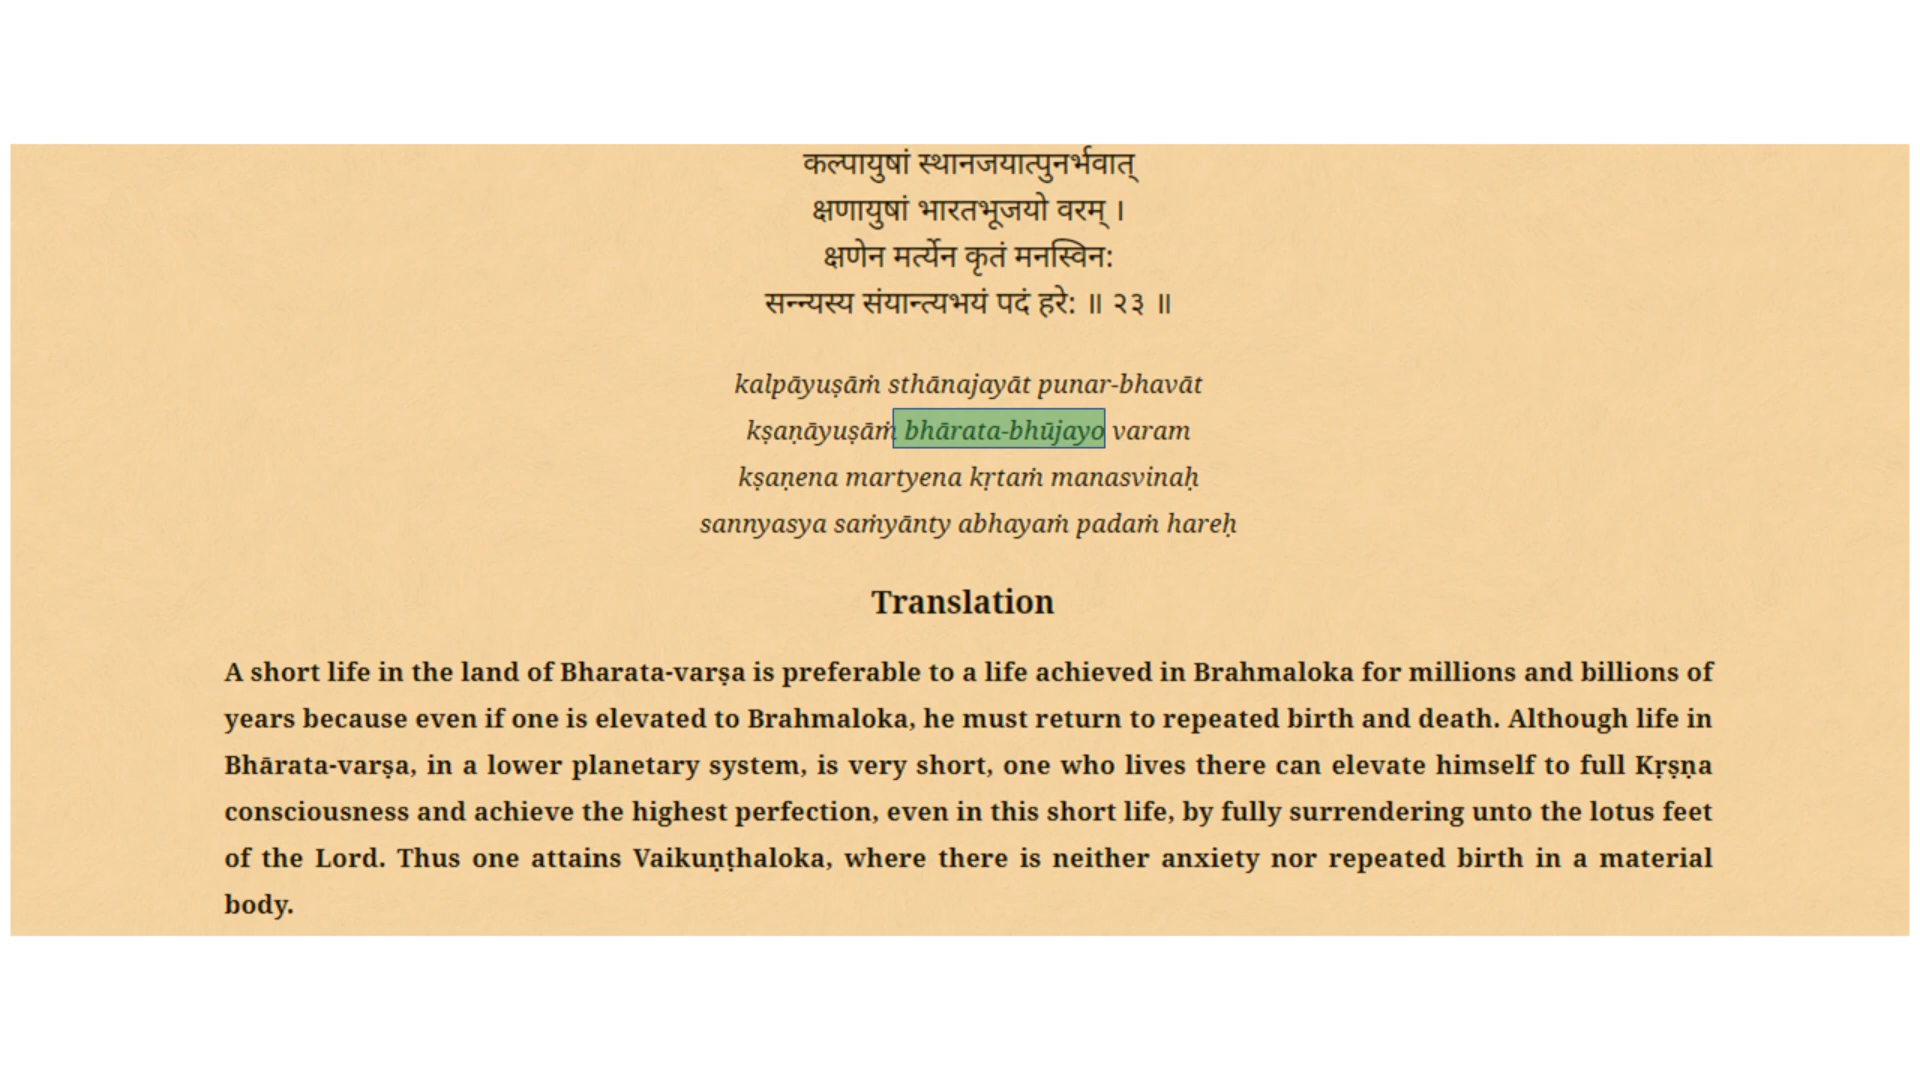 कल्पायुषां स्थानजयात्पुनर्भवात्
क्षणायुषां भारतभूजयो वरम् ।
क्षणेन मर्त्येन कृतं मनस्विन:
सन्न्यस्य संयान्त्यभयं पदं हरे: ॥ २३ ॥
kalpāyuṣāṁ sthānajayāt punar-bhavāt
kṣaṇāyuṣāṁ bhārata-bhūjayo varam
kṣaṇena martyena kṛtaṁ manasvinaḥ
sannyasya saṁyānty abhayaṁ padaṁ hareḥ
Translation
A short life in the land of Bharata-varṣa is preferable to a life achieved in Brahmaloka for millions and billions of
years because even if one is elevated to Brahmaloka, he must return to repeated birth and death. Although life in
Bhārata-varṣa, in a lower planetary system, is very short, one who lives there can elevate himself to full Kṛṣṇa
consciousness and achieve the highest perfection, even in this short life, by fully surrendering unto the lotus feet
of the Lord. Thus one attains Vaikuṇṭhaloka, where there is neither anxiety nor repeated birth in a material
body.